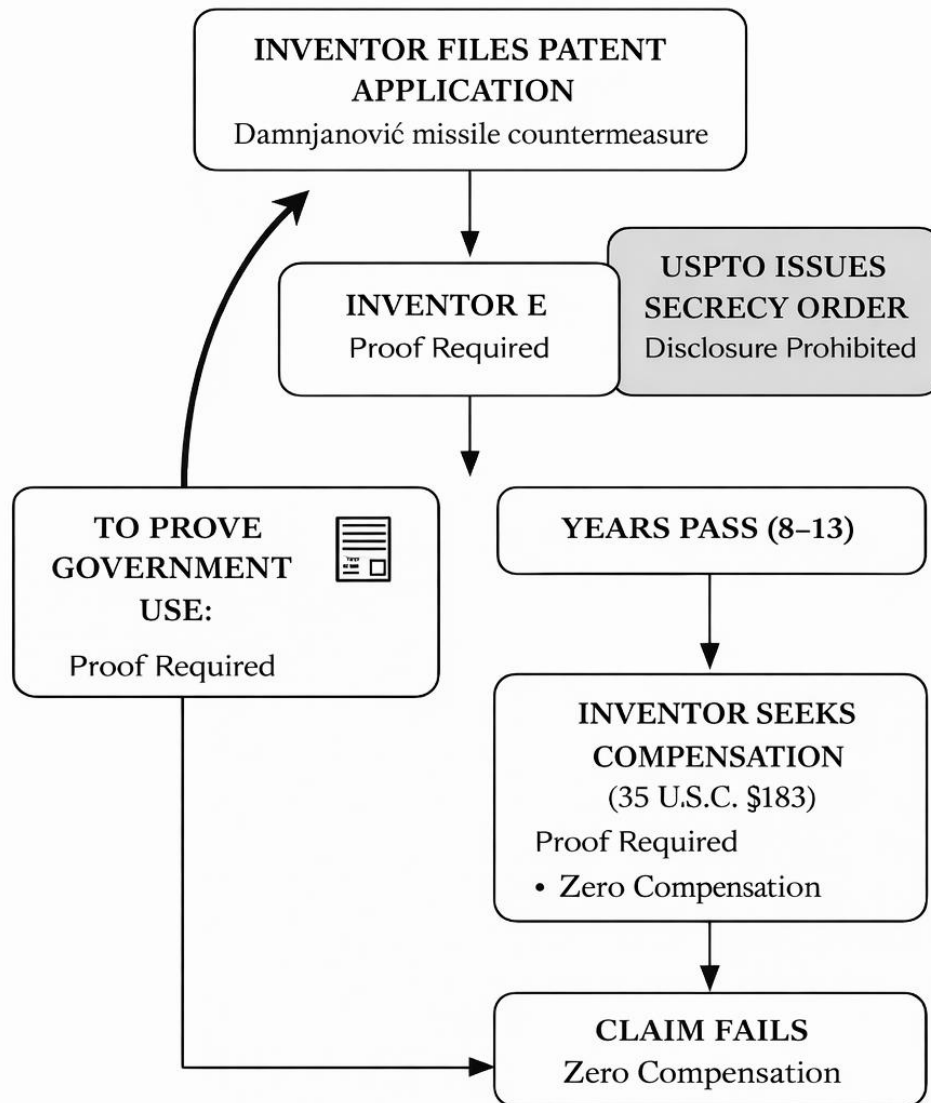 INVENTOR FILES PATENT
APPLICATION
Damnjanović missile countermeasure
INVENTOR E
Proof Required
USPTO ISSUES
SECRECY ORDER
Disclosure Prohibited
TO PROVE
GOVERNMENT
USE:
Proof Required
YEARS PASS (8–13)
INVENTOR SEEKS
COMPENSATION
(35 U.S.C. §183)
Proof Required
• Zero Compensation
CLAIM FAILS
Zero Compensation